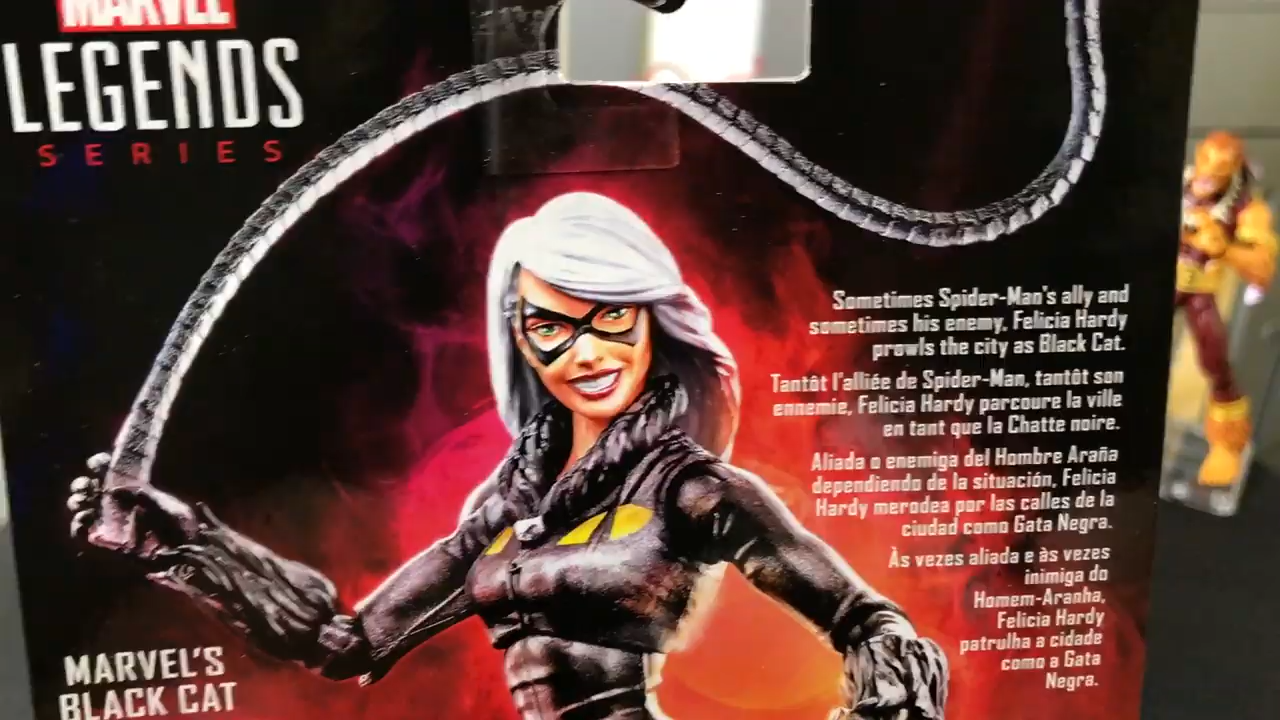 MARVEL
LEGENDS
SERIES
Sometimes Spider-Man's ally and
sometimes his enemy, Felicia Hardy
prowls the city as Black Cat.
Tantôt l'alliée de Spider-Man, tantôt son
ennemie, Felicia Hardy parcoure la ville
en tant que la Chatte noire.
Aliada o enemiga del Hombre Araña
dependiendo de la situación, Felicia
Hardy merodea por las calles de la
ciudad como Gata Negra.
Às vezes aliada e às vezes
inimiga do
Homem-Aranha,
Felicia Hardy
patrulha a cidade
como a Gata
Negra.
MARVEL'S
BLACK CAT